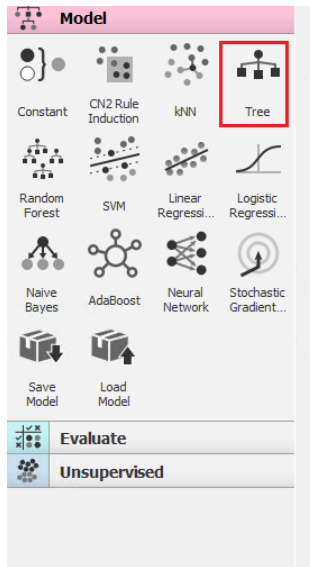 Model
Constant
CN2 Rule
Induction
kNN
Tree
Random
Forest
SVM
Linear
Regressi...
Logistic
Regressi...
Naive
Bayes
AdaBoost
Neural
Network
Stochastic
Gradient...
Save
Model
Load
Model
Evaluate
Unsupervised